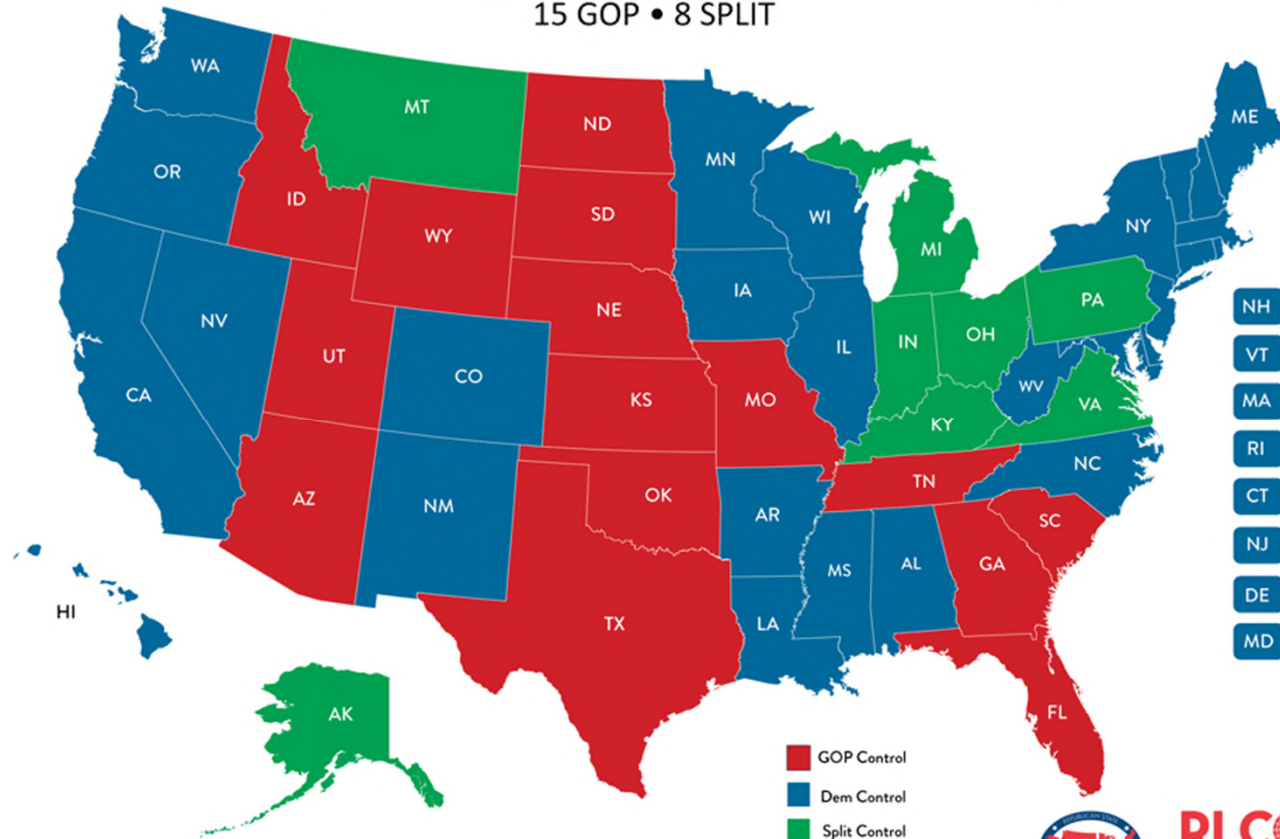 15 GOP • 8 SPLIT
WA
MT
ND
MN
ME
OR
ID
SD
WI
NY
WY
MI
IA
NE
PA
NH
NV
IL
IN
OH
UT
VT
CO
WV
CA
KS
MO
MA
VA
KY
RI
NC
TN
AZ
OK
CT
NM
AR
SC
NJ
MS
AL
GA
DE
HI
TX
LA
MD
AK
FL
GOP Control
Dem Control
Split Control
REPUBLICAN STATE